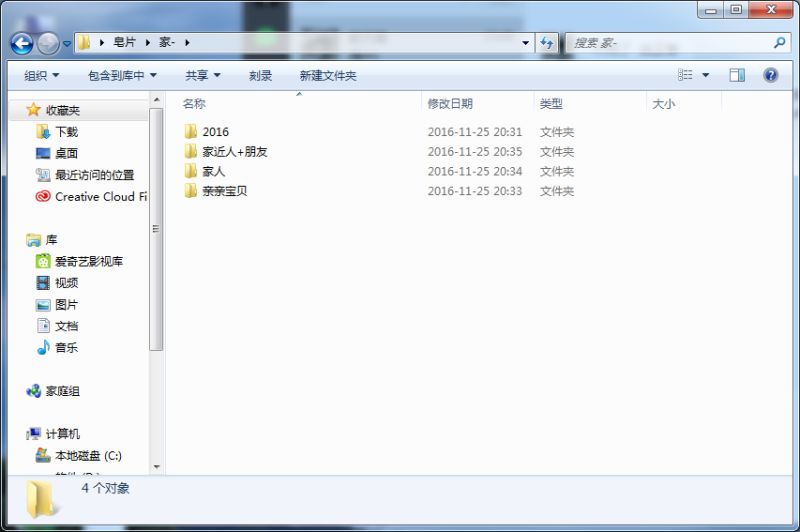 皂片 家-
搜索 家-
组织 包含到库中 共享 刻录 新建文件夹
收藏夹
下载
桌面
最近访问的位置
Creative Cloud Fi
库
爱奇艺影视库
视频
图片
文档
音乐
家庭组
计算机
本地磁盘 (C:)
名称 修改日期 类型 大小
2016 2016-11-25 20:31 文件夹
家近人+朋友 2016-11-25 20:35 文件夹
家人 2016-11-25 20:34 文件夹
亲亲宝贝 2016-11-25 20:33 文件夹
4 个对象